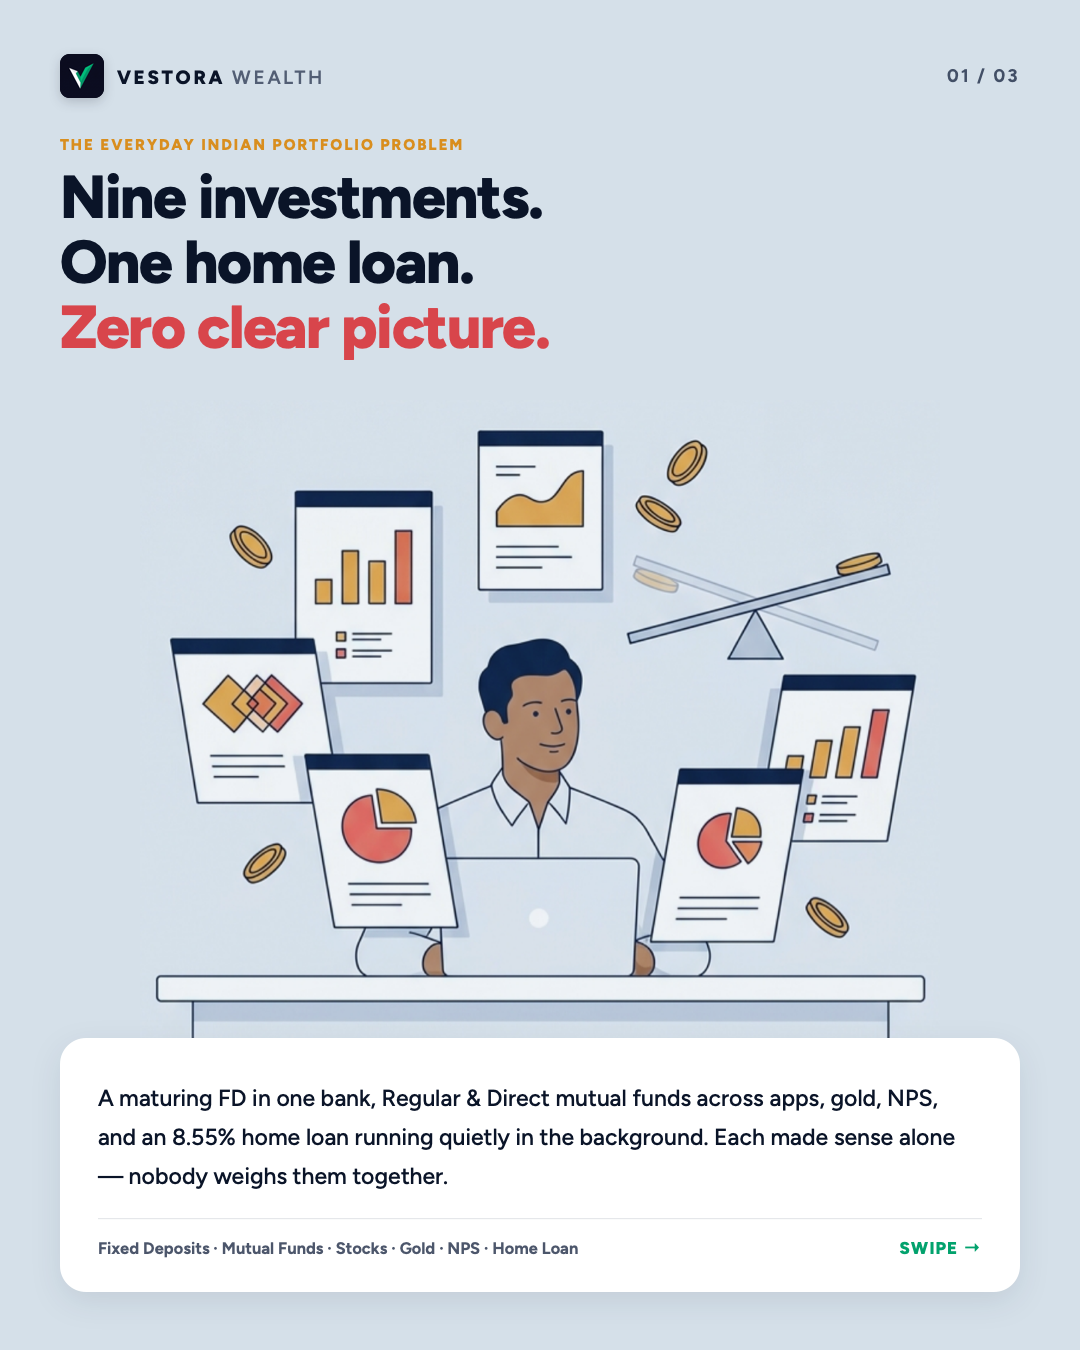 VESTORA WEALTH
01 / 03
THE EVERYDAY INDIAN PORTFOLIO PROBLEM
Nine investments.
One home loan.
Zero clear picture.
A maturing FD in one bank, Regular & Direct mutual funds across apps, gold, NPS,
and an 8.55% home loan running quietly in the background. Each made sense alone
— nobody weighs them together.
Fixed Deposits · Mutual Funds · Stocks · Gold · NPS · Home Loan
SWIPE →